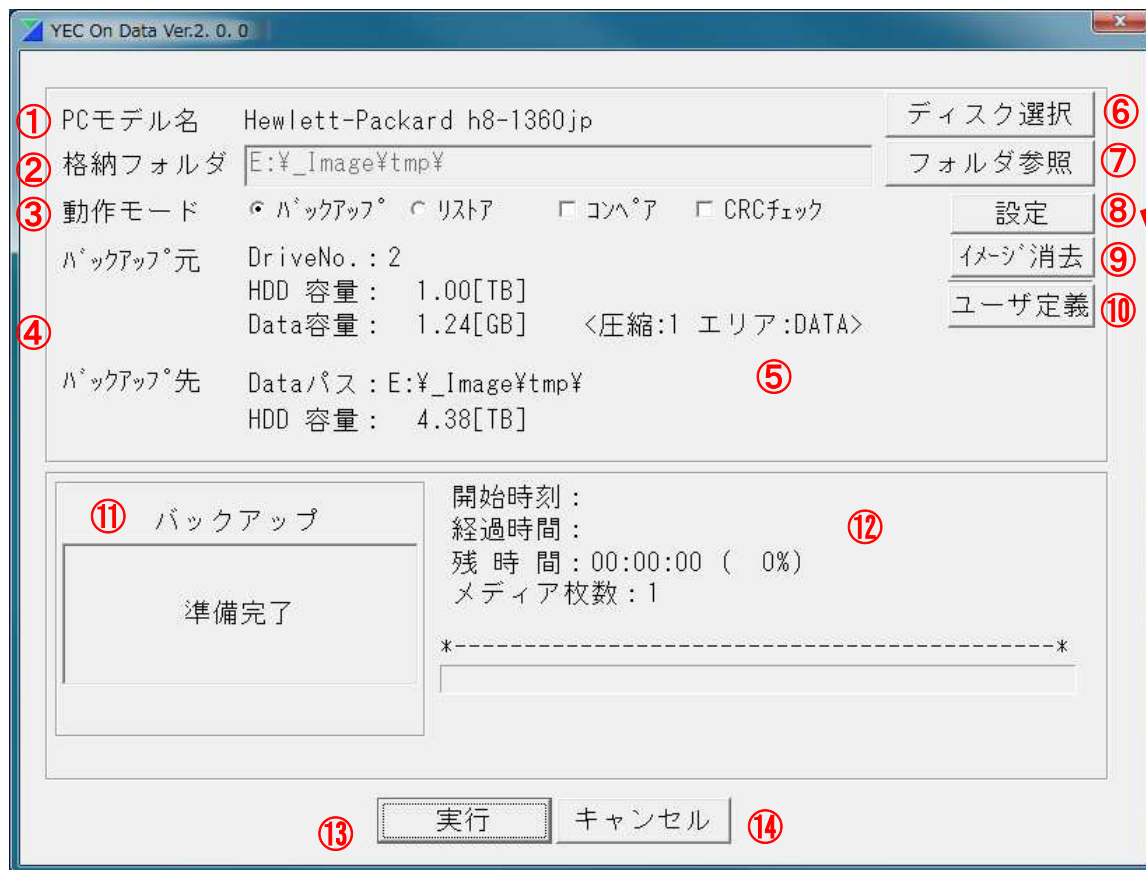 YEC On Data Ver.2. 0. 0
① PCモデル名 Hewlett-Packard h8-1360jp ディスク選択 ⑥
② 格納フォルダ E:¥_Image¥tmp¥ フォルダ参照 ⑦
③ 動作モード ﾊﾞｯｸｱｯﾌﾟ ﾘｽﾄｱ ｺﾝﾍﾟｱ CRCﾁｪｯｸ 設定 ⑧
ﾊﾞｯｸｱｯﾌﾟ元 DriveNo.：2 ｲﾒｰｼﾞ消去 ⑨
HDD 容量： 1.00[TB] ユーザ定義 ⑩
④ Data容量： 1.24[GB] <圧縮:1 エリア:DATA>
ﾊﾞｯｸｱｯﾌﾟ先 Dataパス：E:¥_Image¥tmp¥ ⑤
HDD 容量： 4.38[TB]
⑪ バックアップ
準備完了
開始時刻：
経過時間： ⑫
残 時 間：00:00:00 ( 0%)
メディア枚数：1
*-------------------------------------------*
⑬ 実行 キャンセル ⑭